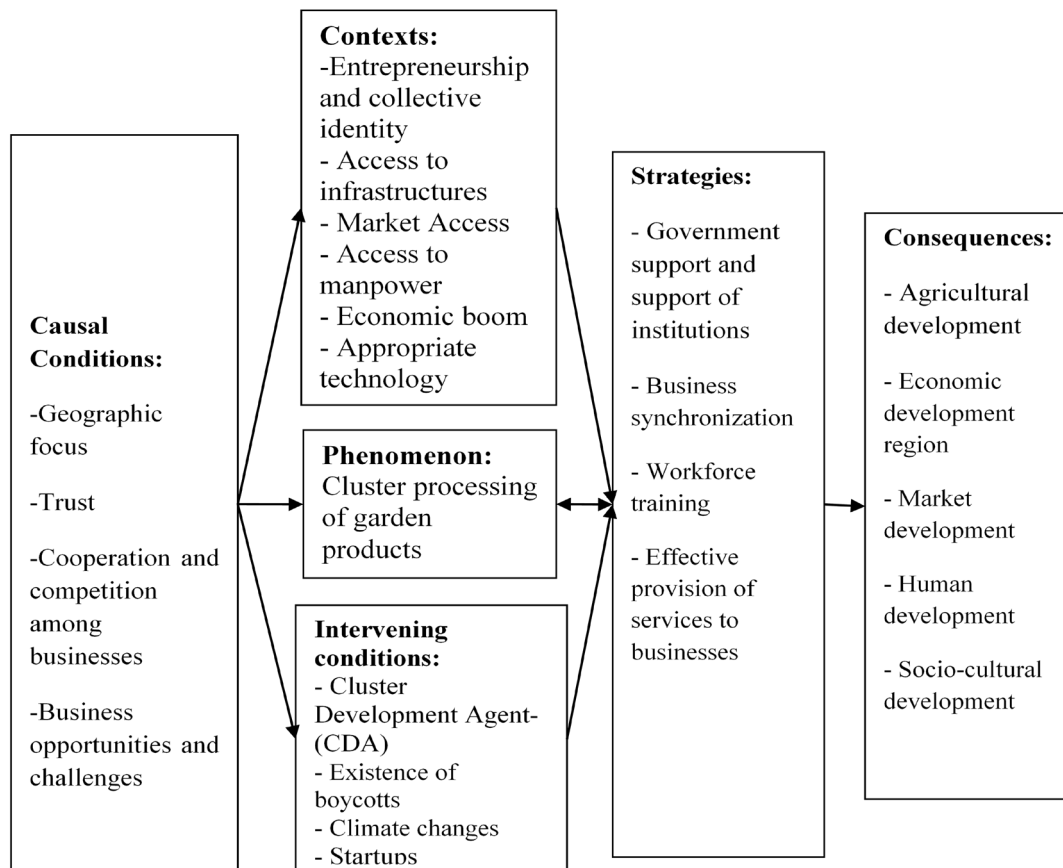 Causal
Conditions:
-Geographic
focus
-Trust
-Cooperation and
competition
among
businesses
-Business
opportunities and
challenges
Contexts:
-Entrepreneurship
and collective
identity
- Access to
infrastructures
- Market Access
- Access to
manpower
- Economic boom
- Appropriate
technology
Phenomenon:
Cluster processing
of garden
products
Intervening
conditions:
- Cluster
Development Agent-
(CDA)
- Existence of
boycotts
- Climate changes
- Startups
Strategies:
- Government
support and
support of
institutions
- Business
synchronization
- Workforce
training
- Effective
provision of
services to
businesses
Consequences:
- Agricultural
development
- Economic
development
region
- Market
development
- Human
development
- Socio-cultural
development